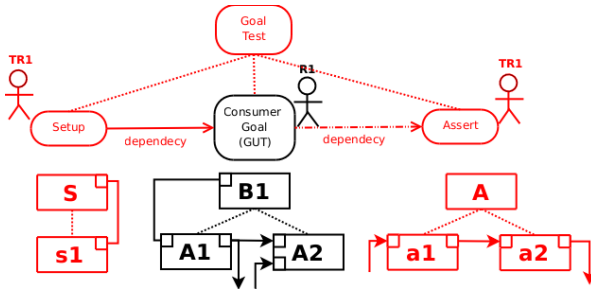 Goal
Test
TR1
R1
TR1
Setup
Consumer
Goal
(GUT)
Assert
dependecy
dependecy
S
B1
A
s1
A1
A2
a1
a2